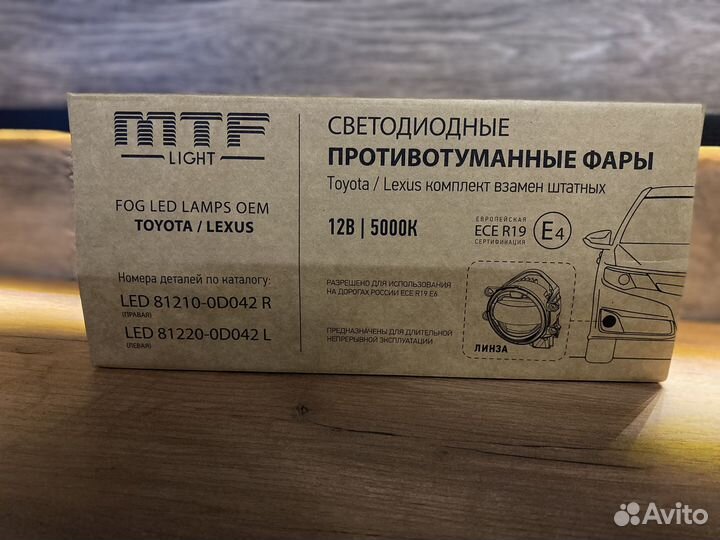 MTF
LIGHT
FOG LED LAMPS OEM
TOYOTA / LEXUS
Номера деталей по каталогу:
LED 81210-0D042 R
(ПРАВАЯ)
LED 81220-0D042 L
(ЛЕВАЯ)
СВЕТОДИОДНЫЕ
ПРОТИВОТУМАННЫЕ ФАРЫ
Toyota / Lexus комплект взамен штатных
12В | 5000К
ЕВРОПЕЙСКАЯ
ECE R19
СЕРТИФИКАЦИЯ
E4
РАЗРЕШЕНО ДЛЯ ИСПОЛЬЗОВАНИЯ
НА ДОРОГАХ РОССИИ ECE R19 E6
ПРЕДНАЗНАЧЕНЫ ДЛЯ ДЛИТЕЛЬНОЙ
НЕПРЕРЫВНОЙ ЭКСПЛУАТАЦИИ
ЛИНЗА
Avito